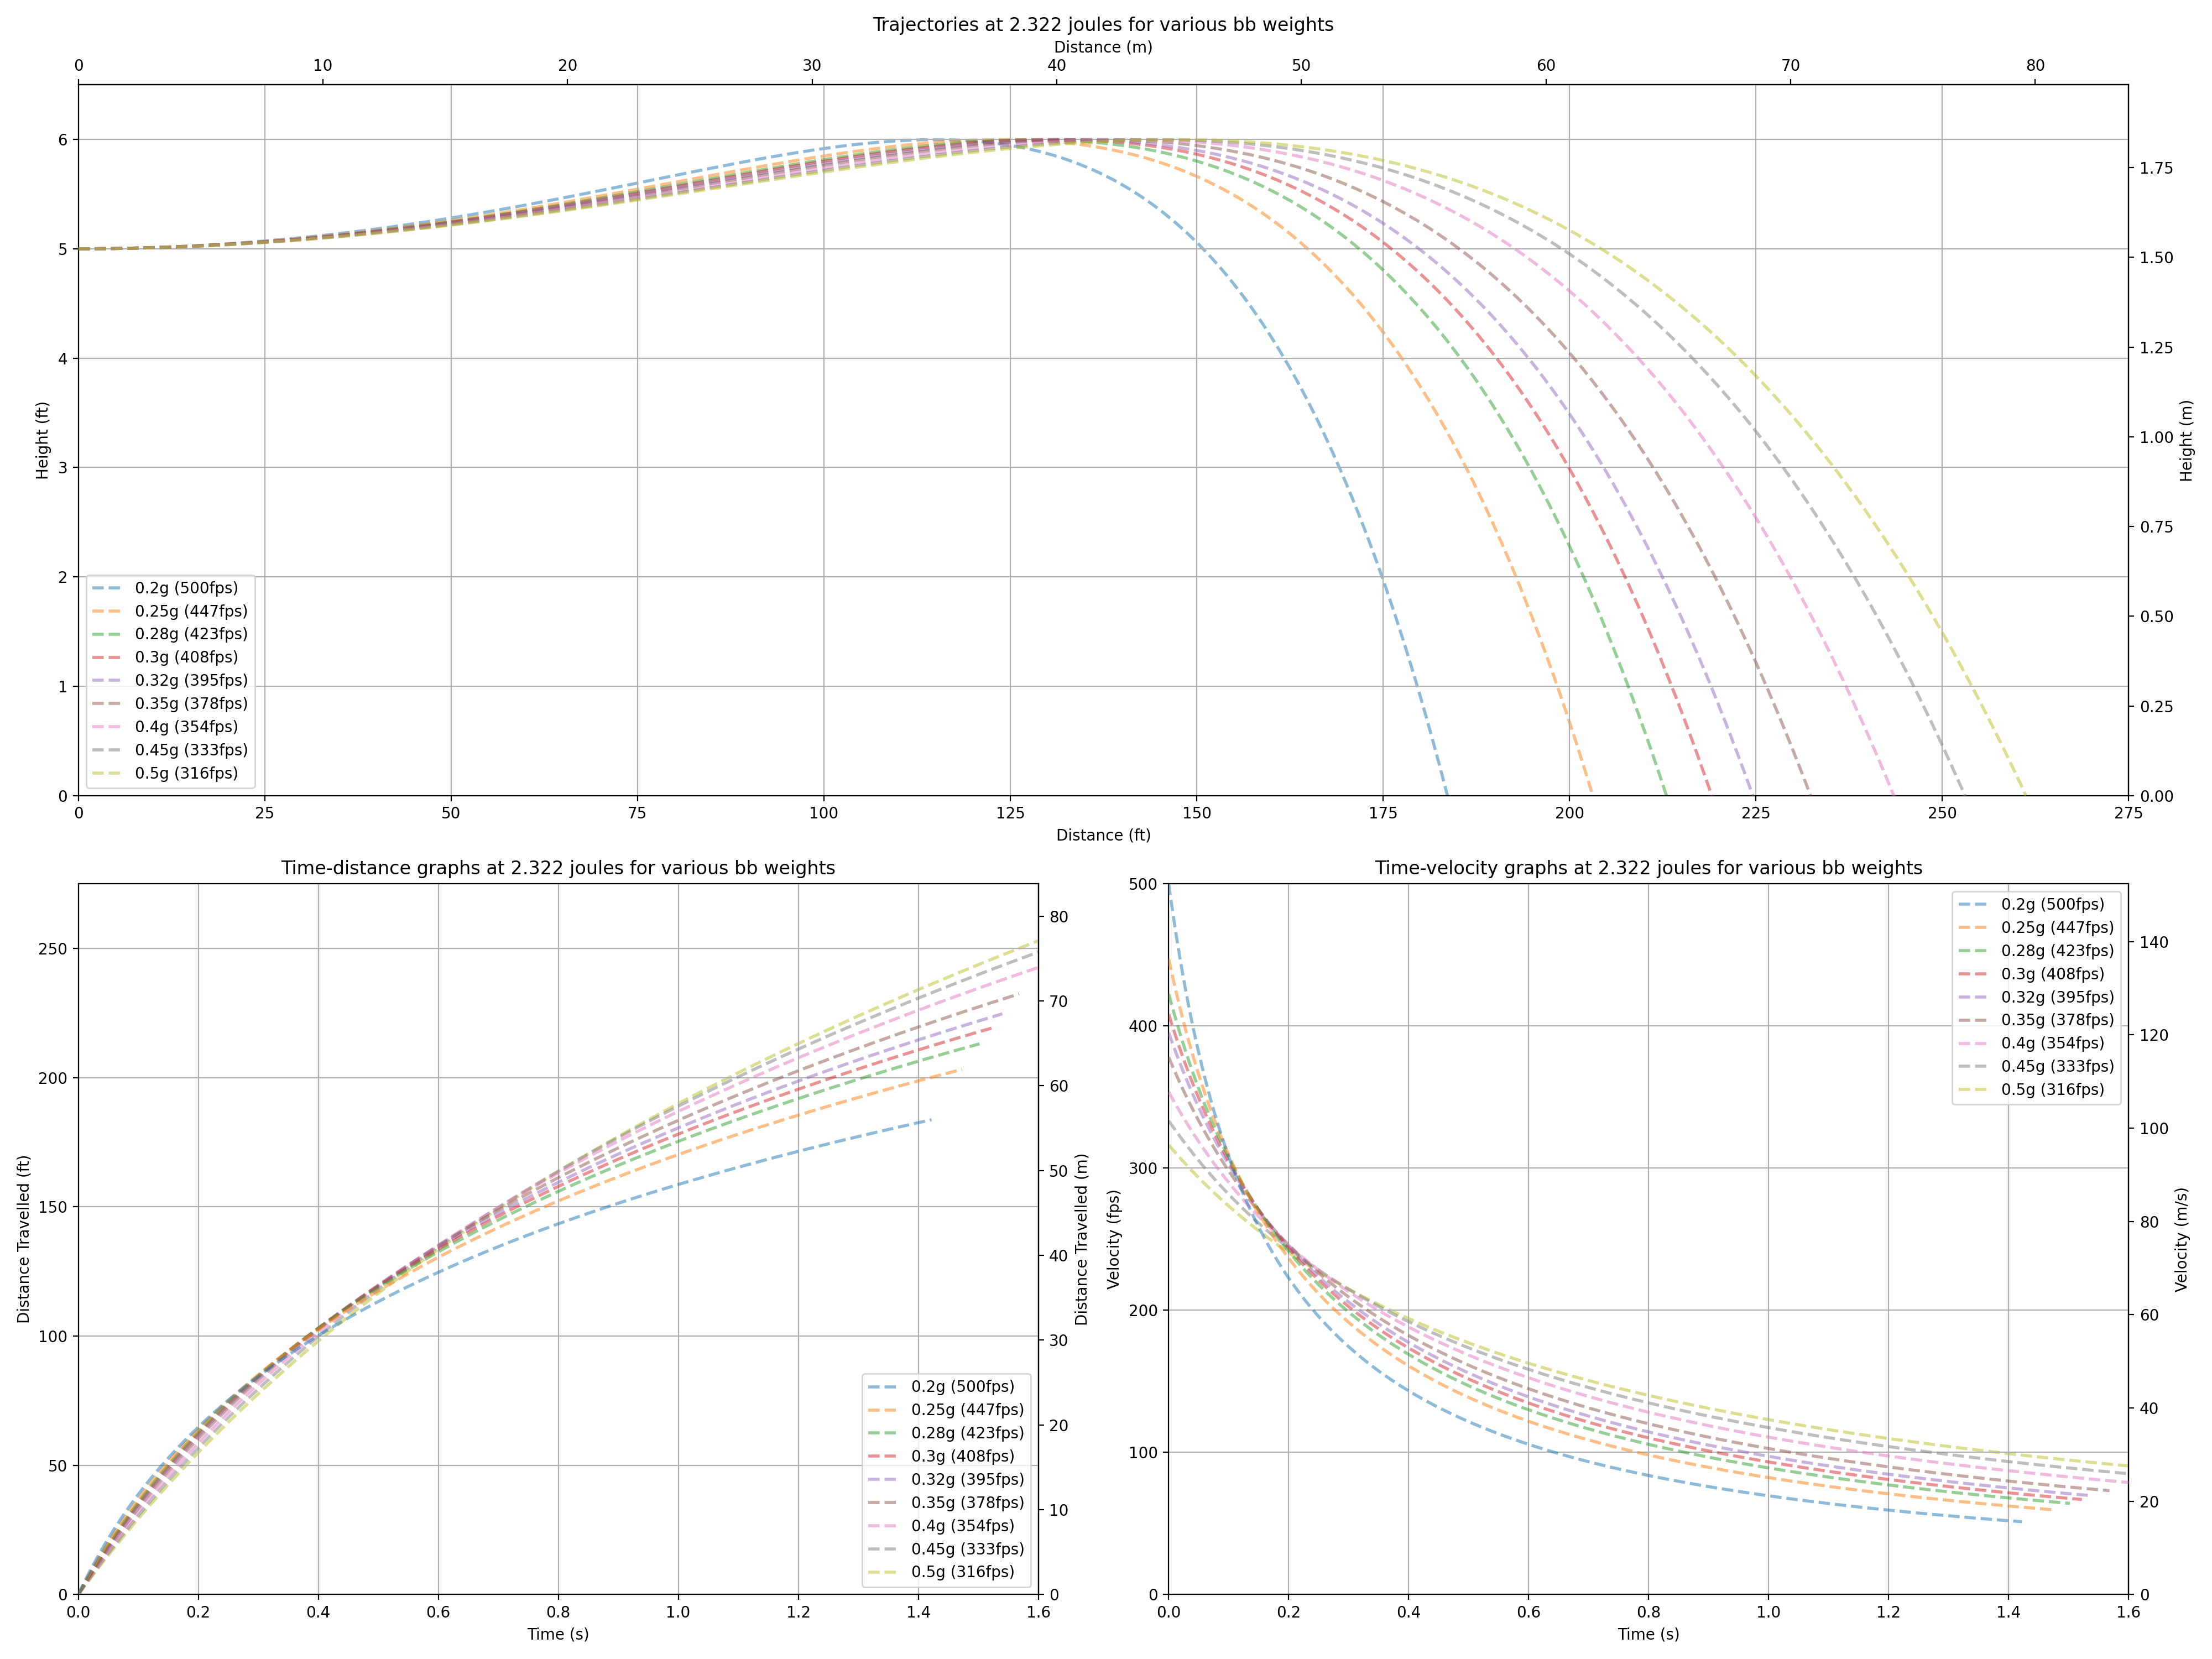 Trajectories at 2.322 joules for various bb weights
Distance (m)
0 10 20 30 40 50 60 70 80
6
5
4
3
2
1
0
Height (ft)
1.75
1.50
1.25
1.00
0.75
0.50
0.25
0.00
Height (m)
0.2g (500fps)
0.25g (447fps)
0.28g (423fps)
0.3g (408fps)
0.32g (395fps)
0.35g (378fps)
0.4g (354fps)
0.45g (333fps)
0.5g (316fps)
0 25 50 75 100 125 150 175 200 225 250 275
Distance (ft)
Time-distance graphs at 2.322 joules for various bb weights
250
200
150
100
50
0
Distance Travelled (ft)
80
70
60
50
40
30
20
10
0
Distance Travelled (m)
0.2g (500fps)
0.25g (447fps)
0.28g (423fps)
0.3g (408fps)
0.32g (395fps)
0.35g (378fps)
0.4g (354fps)
0.45g (333fps)
0.5g (316fps)
0.0 0.2 0.4 0.6 0.8 1.0 1.2 1.4 1.6
Time (s)
Time-velocity graphs at 2.322 joules for various bb weights
500
400
300
200
100
0
Velocity (fps)
0.2g (500fps)
0.25g (447fps)
0.28g (423fps)
0.3g (408fps)
0.32g (395fps)
0.35g (378fps)
0.4g (354fps)
0.45g (333fps)
0.5g (316fps)
140
120
100
80
60
40
20
0
Velocity (m/s)
0.0 0.2 0.4 0.6 0.8 1.0 1.2 1.4 1.6
Time (s)